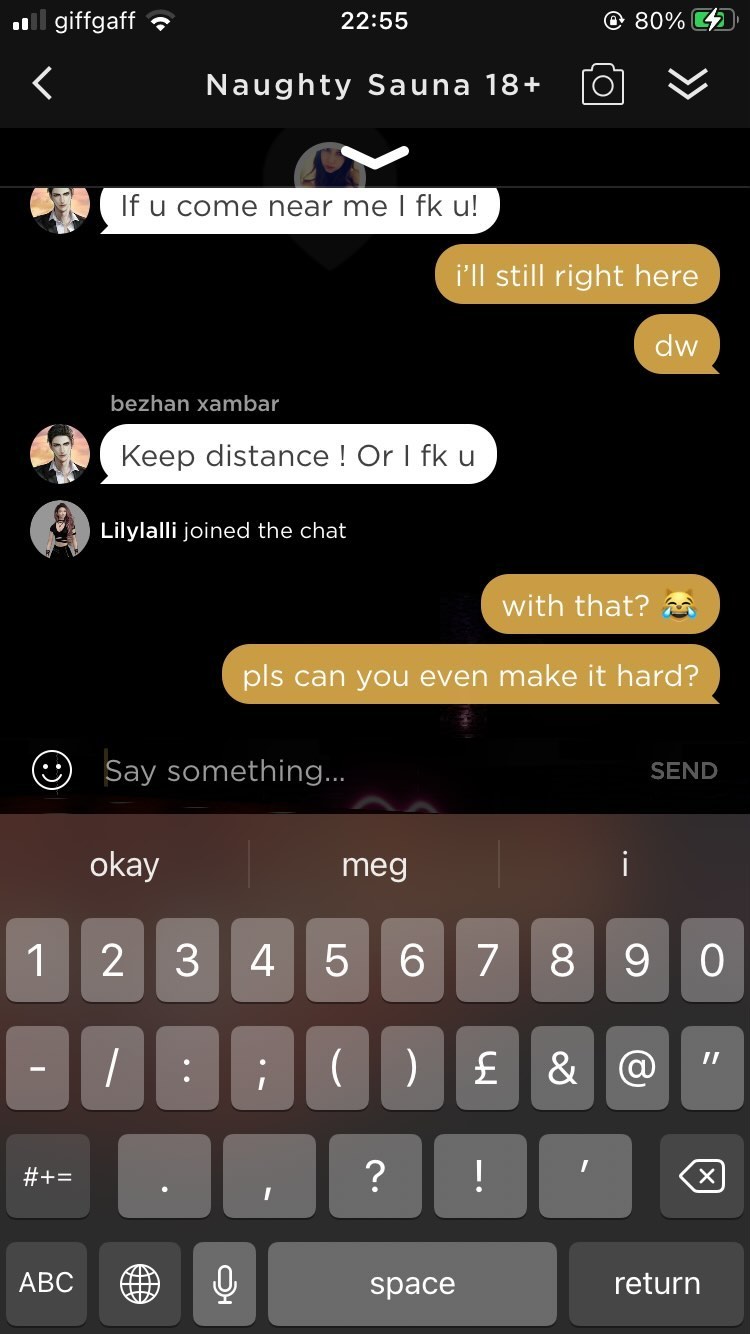 giffgaff 22:55 80%
Naughty Sauna 18+
If u come near me I fk u!
i’ll still right here
dw
bezhan xambar
Keep distance ! Or I fk u
Lilylalli joined the chat
with that? 😹
pls can you even make it hard?
Say something... SEND
okay meg i
1 2 3 4 5 6 7 8 9 0
- / : ; ( ) £ & @ "
#+= . , ? ! '
ABC space return